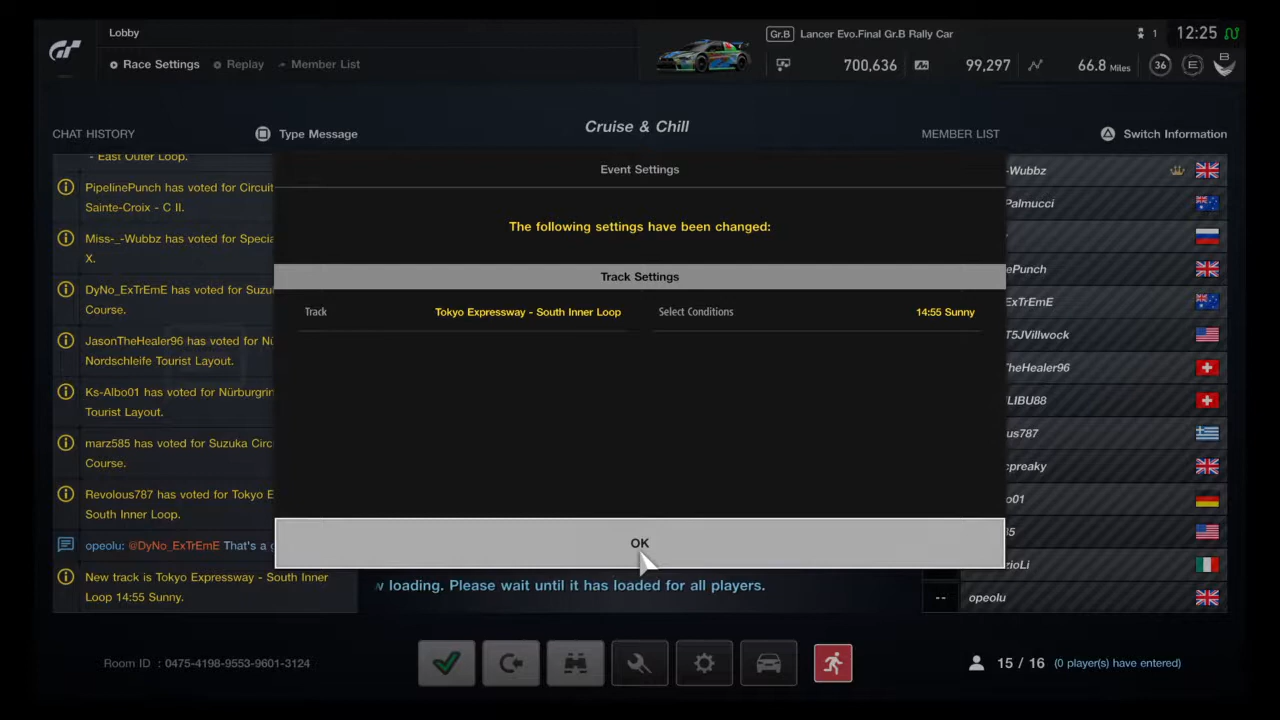 Lobby
Gr.B Lancer Evo.Final Gr.B Rally Car
1 12:25
Race Settings Replay Member List
700,636 99,297 66.8 Miles 36 E B
CHAT HISTORY Type Message
Cruise & Chill
MEMBER LIST Switch Information
- East Outer Loop.
PipelinePunch has voted for Circuit
Sainte-Croix - C II.
Miss-_-Wubbz has voted for Specia
X.
DyNo_ExTrEmE has voted for Suzu
Course.
JasonTheHealer96 has voted for Nü
Nordschleife Tourist Layout.
Ks-Albo01 has voted for Nürburgrin
Tourist Layout.
marz585 has voted for Suzuka Circ
Course.
Revolous787 has voted for Tokyo E
South Inner Loop.
opeolu: @DyNo_ExTrEmE That's a g
New track is Tokyo Expressway - South Inner
Loop 14:55 Sunny.
Event Settings
The following settings have been changed:
Track Settings
Track Tokyo Expressway - South Inner Loop
Select Conditions 14:55 Sunny
OK
loading. Please wait until it has loaded for all players.
-Wubbz
Palmucci
ePunch
ExTrEmE
T5JVillwock
heHealer96
LIBU88
us787
cpreaky
o01
5
zioLi
-- opeolu
Room ID : 0475-4198-9553-9601-3124
15 / 16 (0 player(s) have entered)